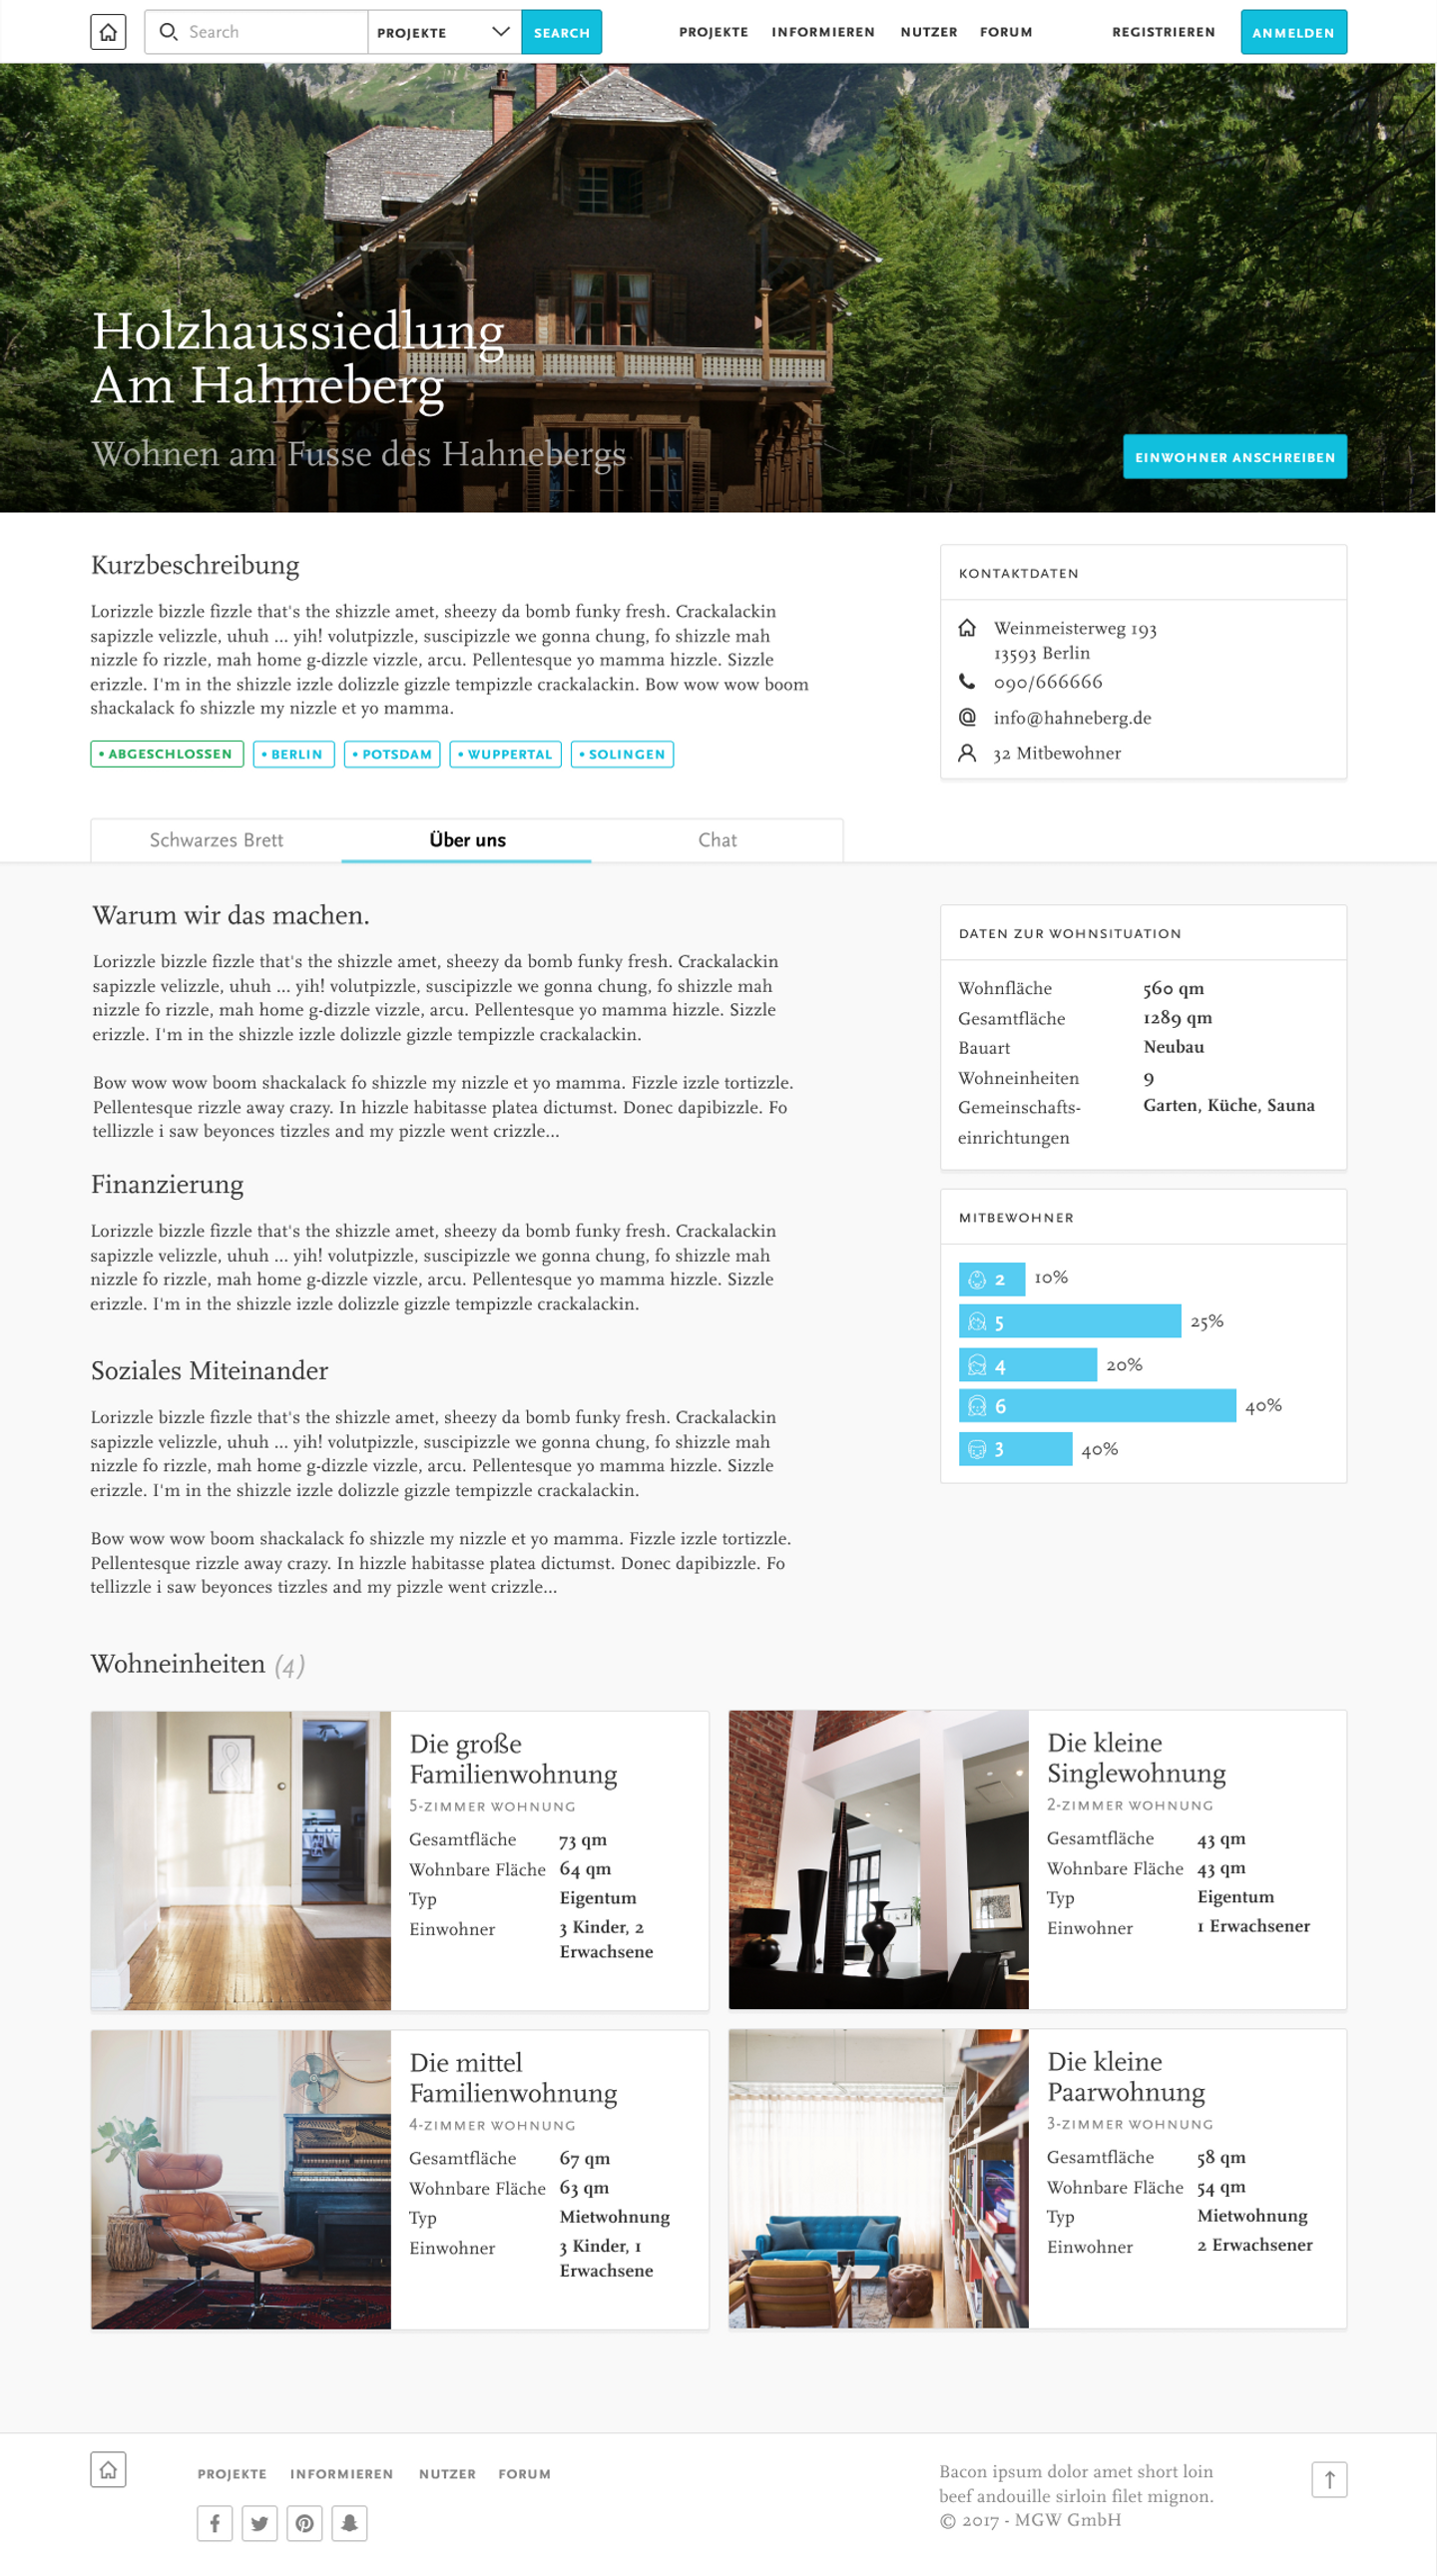 Search
PROJEKTE
SEARCH
PROJEKTE INFORMIEREN NUTZER FORUM
REGISTRIEREN
ANMELDEN
Holzhaussiedlung
Am Hahneberg
Wohnen am Fusse des Hahnebergs
EINWOHNER ANSCHREIBEN
Kurzbeschreibung
Lorizzle bizzle fizzle that's the shizzle amet, sheezy da bomb funky fresh. Crackalackin
sapizzle velizzle, uhuh ... yih! volutpizzle, suscipizzle we gonna chung, fo shizzle mah
nizzle fo rizzle, mah home g-dizzle vizzle, arcu. Pellentesque yo mamma hizzle. Sizzle
erizzle. I'm in the shizzle izzle dolizzle gizzle tempizzle crackalackin. Bow wow wow boom
shackalack fo shizzle my nizzle et yo mamma.
• ABGESCHLOSSEN • BERLIN • POTSDAM • WUPPERTAL • SOLINGEN
KONTAKTDATEN
Weinmeisterweg 193
13593 Berlin
090/666666
info@hahneberg.de
32 Mitbewohner
Schwarzes Brett Über uns Chat
Warum wir das machen.
Lorizzle bizzle fizzle that's the shizzle amet, sheezy da bomb funky fresh. Crackalackin
sapizzle velizzle, uhuh ... yih! volutpizzle, suscipizzle we gonna chung, fo shizzle mah
nizzle fo rizzle, mah home g-dizzle vizzle, arcu. Pellentesque yo mamma hizzle. Sizzle
erizzle. I'm in the shizzle izzle dolizzle gizzle tempizzle crackalackin.
Bow wow wow boom shackalack fo shizzle my nizzle et yo mamma. Fizzle izzle tortizzle.
Pellentesque rizzle away crazy. In hizzle habitasse platea dictumst. Donec dapibizzle. Fo
tellizzle i saw beyonces tizzles and my pizzle went crizzle...
Finanzierung
Lorizzle bizzle fizzle that's the shizzle amet, sheezy da bomb funky fresh. Crackalackin
sapizzle velizzle, uhuh ... yih! volutpizzle, suscipizzle we gonna chung, fo shizzle mah
nizzle fo rizzle, mah home g-dizzle vizzle, arcu. Pellentesque yo mamma hizzle. Sizzle
erizzle. I'm in the shizzle izzle dolizzle gizzle tempizzle crackalackin.
Soziales Miteinander
Lorizzle bizzle fizzle that's the shizzle amet, sheezy da bomb funky fresh. Crackalackin
sapizzle velizzle, uhuh ... yih! volutpizzle, suscipizzle we gonna chung, fo shizzle mah
nizzle fo rizzle, mah home g-dizzle vizzle, arcu. Pellentesque yo mamma hizzle. Sizzle
erizzle. I'm in the shizzle izzle dolizzle gizzle tempizzle crackalackin.
Bow wow wow boom shackalack fo shizzle my nizzle et yo mamma. Fizzle izzle tortizzle.
Pellentesque rizzle away crazy. In hizzle habitasse platea dictumst. Donec dapibizzle. Fo
tellizzle i saw beyonces tizzles and my pizzle went crizzle...
DATEN ZUR WOHNSITUATION
Wohnfläche 560 qm
Gesamtfläche 1289 qm
Bauart Neubau
Wohneinheiten 9
Gemeinschafts- Garten, Küche, Sauna
einrichtungen
MITBEWOHNER
2 10%
5 25%
4 20%
6 40%
3 40%
Wohneinheiten (4)
Die große
Familienwohnung
5-ZIMMER WOHNUNG
Gesamtfläche 73 qm
Wohnbare Fläche 64 qm
Typ Eigentum
Einwohner 3 Kinder, 2
Erwachsene
Die kleine
Singlewohnung
2-ZIMMER WOHNUNG
Gesamtfläche 43 qm
Wohnbare Fläche 43 qm
Typ Eigentum
Einwohner 1 Erwachsener
Die mittel
Familienwohnung
4-ZIMMER WOHNUNG
Gesamtfläche 67 qm
Wohnbare Fläche 63 qm
Typ Mietwohnung
Einwohner 3 Kinder, 1
Erwachsene
Die kleine
Paarwohnung
3-ZIMMER WOHNUNG
Gesamtfläche 58 qm
Wohnbare Fläche 54 qm
Typ Mietwohnung
Einwohner 2 Erwachsener
PROJEKTE INFORMIEREN NUTZER FORUM
Bacon ipsum dolor amet short loin
beef andouille sirloin filet mignon.
© 2017 - MGW GmbH